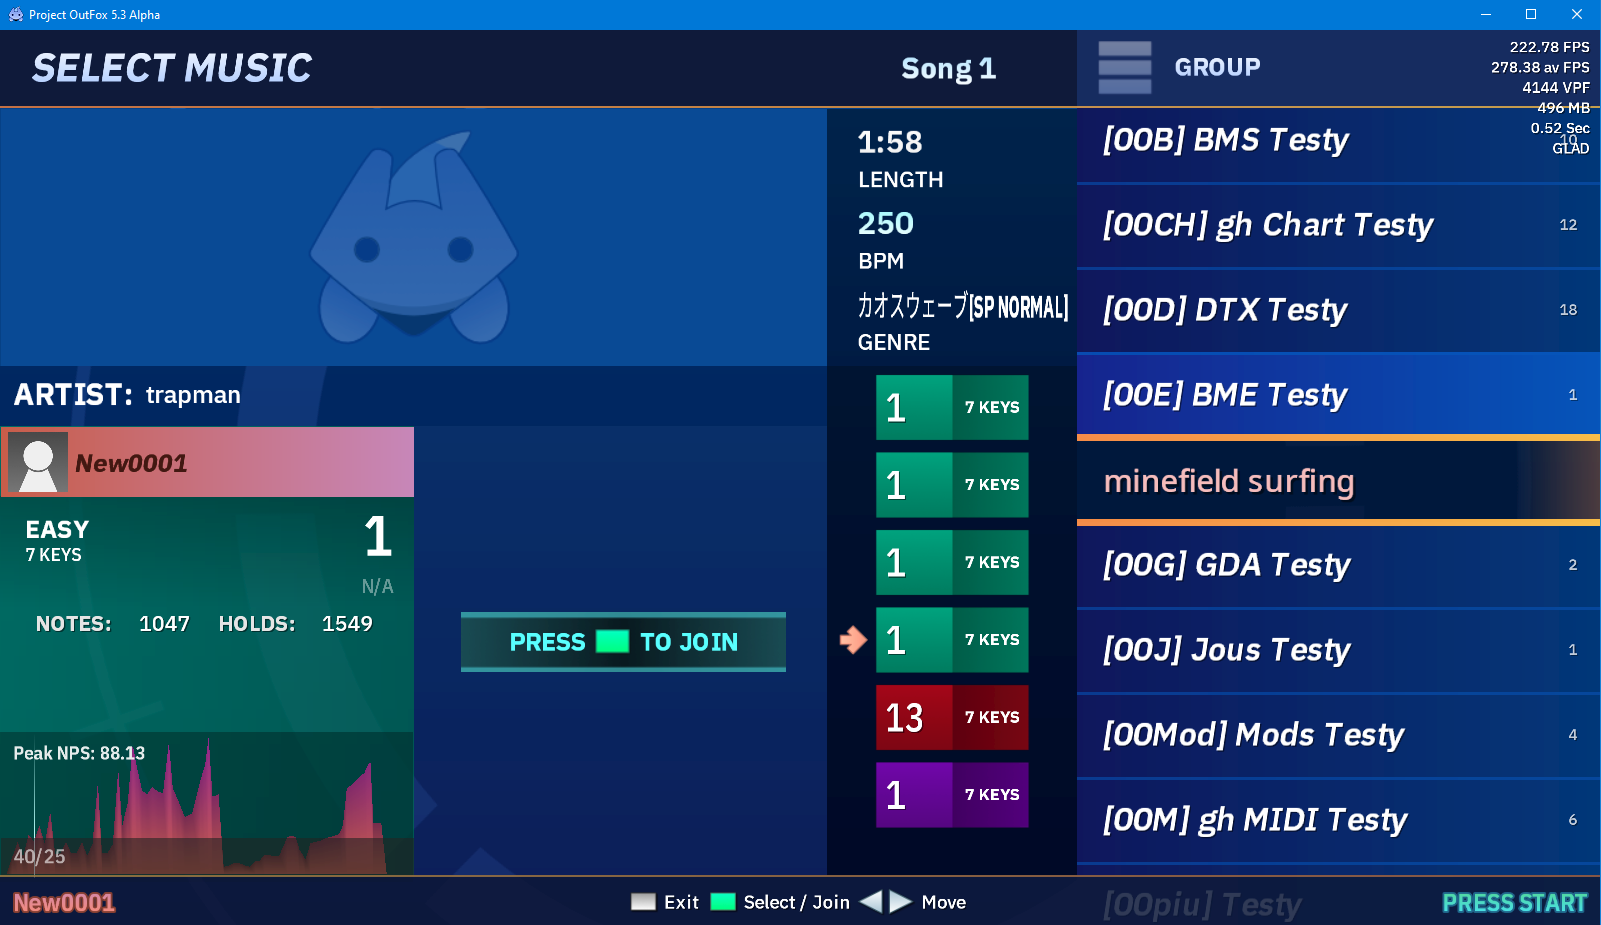 Project OutFox 5.3 Alpha
SELECT MUSIC
Song 1
GROUP
222.78 FPS
278.38 av FPS
4144 VPF
496 MB
0.52 Sec
GLAD
1:58
LENGTH
250
BPM
カオスウェーブ[SP NORMAL]
GENRE
ARTIST: trapman
New0001
EASY
7 KEYS
1
N/A
NOTES: 1047 HOLDS: 1549
Peak NPS: 88.13
40/25
PRESS TO JOIN
1 7 KEYS
1 7 KEYS
1 7 KEYS
1 7 KEYS
13 7 KEYS
1 7 KEYS
[00B] BMS Testy 10
[00CH] gh Chart Testy 12
[00D] DTX Testy 18
[00E] BME Testy 1
minefield surfing
[00G] GDA Testy 2
[00J] Jous Testy 1
[00Mod] Mods Testy 4
[00M] gh MIDI Testy 6
[00piu] Testy
New0001
Exit Select / Join Move
PRESS START